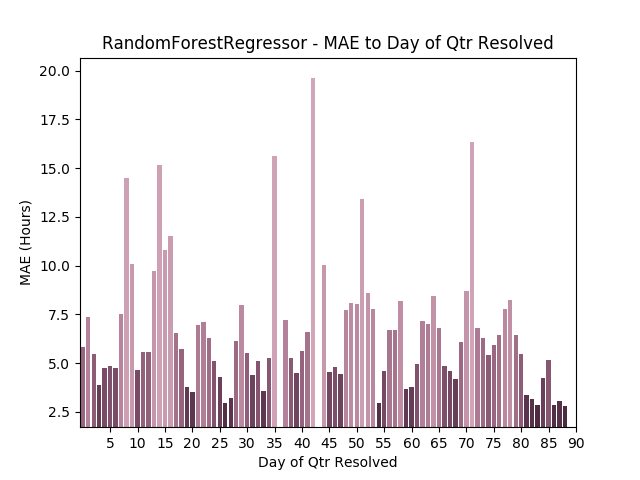 RandomForestRegressor - MAE to Day of Qtr Resolved
20.0
17.5
15.0
12.5
10.0
7.5
5.0
2.5
MAE (Hours)
5 10 15 20 25 30 35 40 45 50 55 60 65 70 75 80 85 90
Day of Qtr Resolved